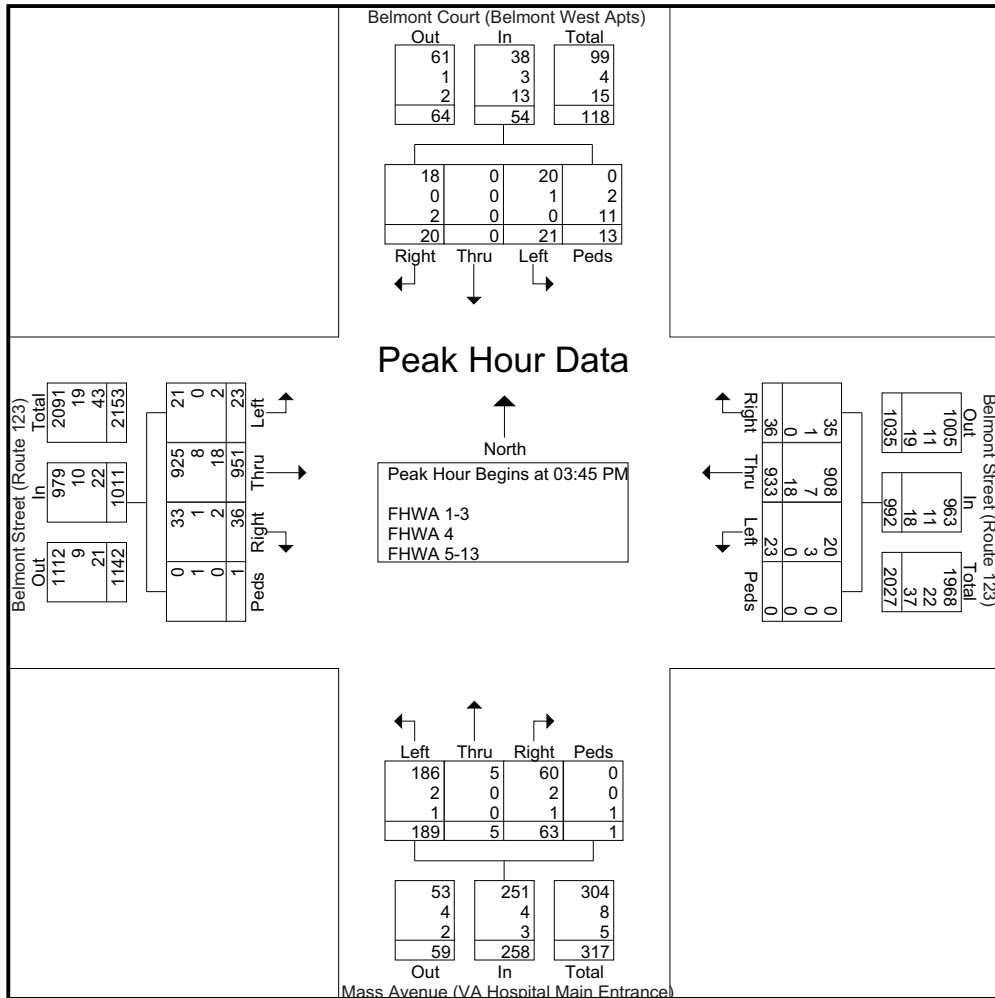 Belmont Court (Belmont West Apts)
Out In Total
61 38 99
1 3 4
2 13 15
64 54 118
18 0 20 0
0 0 1 2
2 0 0 11
20 0 21 13
Right Thru Left Peds
Peak Hour Data
North
Peak Hour Begins at 03:45 PM
FHWA 1-3
FHWA 4
FHWA 5-13
Belmont Street (Route 123)
Total In Out
2091 979 1112
19 10 9
43 22 21
2153 1011 1142
21 925 33 0
0 8 1 1
2 18 2 0
23 951 36 1
Left Thru Right Peds
Belmont Street (Route 123)
Out In Total
1005 963 1968
11 11 22
19 18 37
1035 992 2027
35 908 20 0
1 7 3 0
0 18 0 0
36 933 23 0
Right Thru Left Peds
Left Thru Right Peds
186 5 60 0
2 0 2 0
1 0 1 1
189 5 63 1
53 251 304
4 4 8
2 3 5
59 258 317
Out In Total
Mass Avenue (VA Hospital Main Entrance)